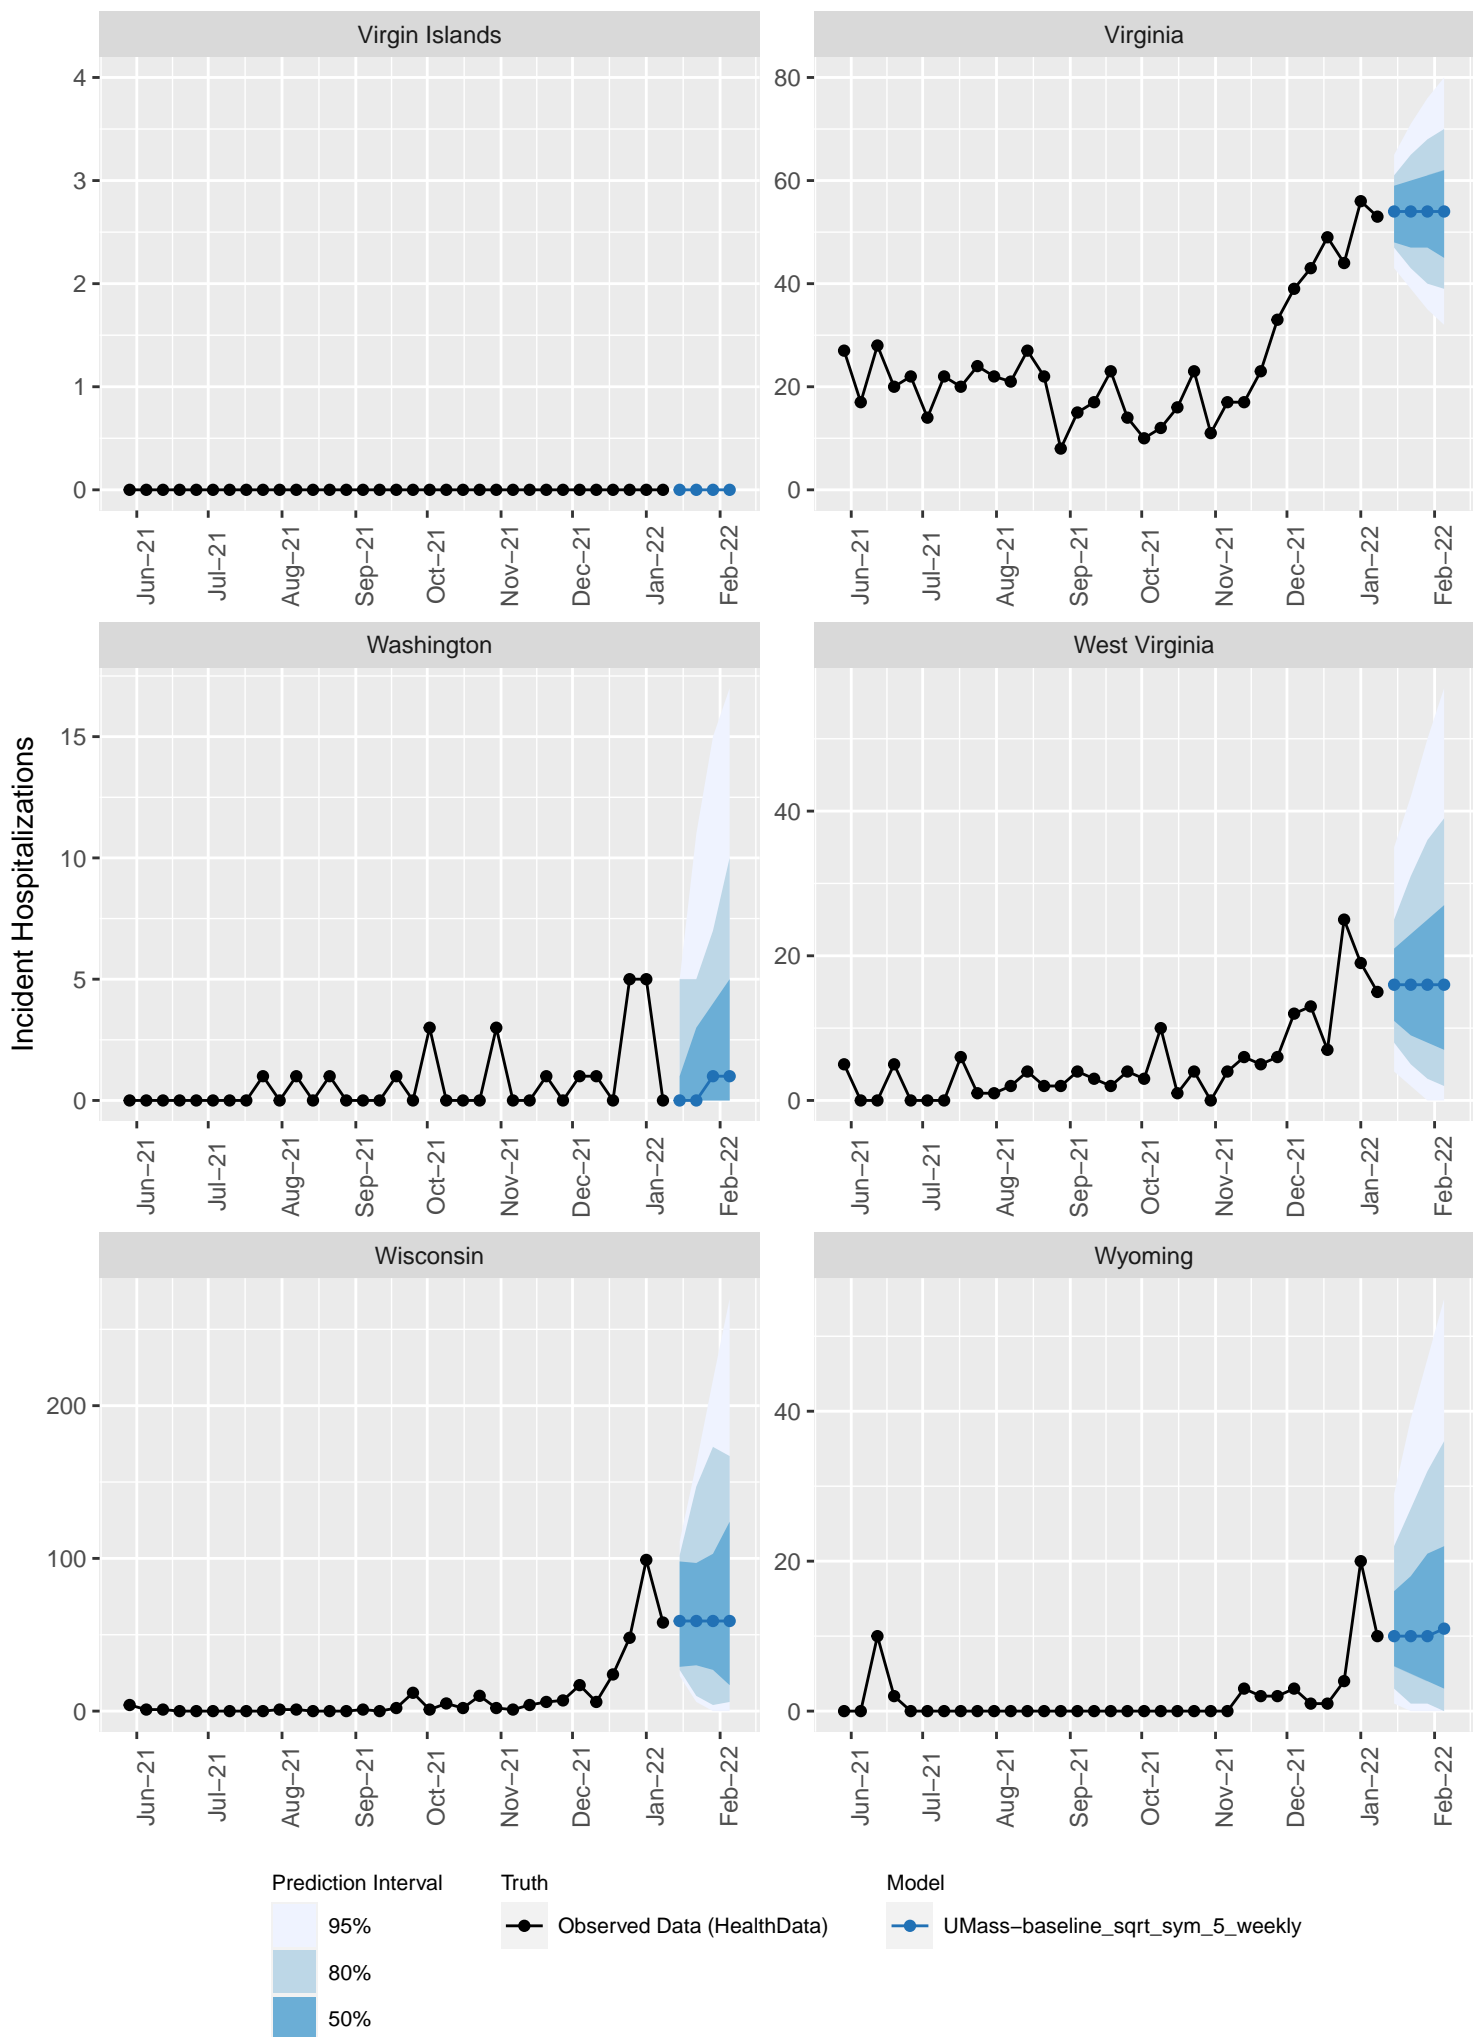 Virgin Islands
Virginia
4
3
2
1
0
80
60
40
20
0
Jun−21
Jul−21
Aug−21
Sep−21
Oct−21
Nov−21
Dec−21
Jan−22
Feb−22
Jun−21
Jul−21
Aug−21
Sep−21
Oct−21
Nov−21
Dec−21
Jan−22
Feb−22
Incident Hospitalizations
Washington
West Virginia
15
10
5
0
40
20
0
Jun−21
Jul−21
Aug−21
Sep−21
Oct−21
Nov−21
Dec−21
Jan−22
Feb−22
Jun−21
Jul−21
Aug−21
Sep−21
Oct−21
Nov−21
Dec−21
Jan−22
Feb−22
Wisconsin
Wyoming
200
100
0
40
20
0
Jun−21
Jul−21
Aug−21
Sep−21
Oct−21
Nov−21
Dec−21
Jan−22
Feb−22
Jun−21
Jul−21
Aug−21
Sep−21
Oct−21
Nov−21
Dec−21
Jan−22
Feb−22
Prediction Interval
95%
80%
50%
Truth
Observed Data (HealthData)
Model
UMass−baseline_sqrt_sym_5_weekly